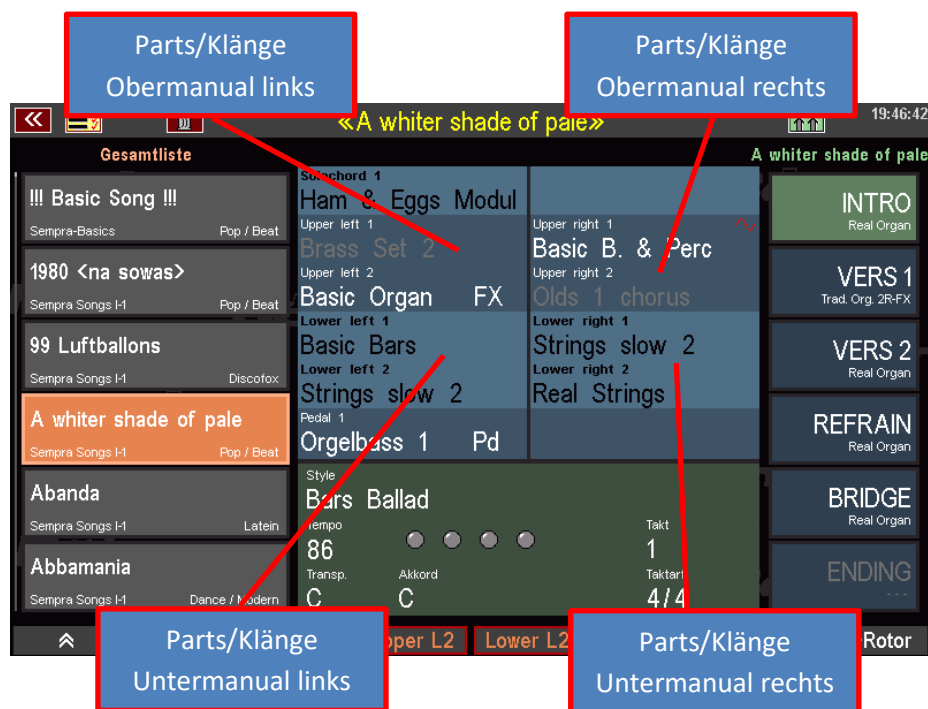 Parts/Klänge
Obermanual links
Parts/Klänge
Obermanual rechts
«A whiter shade of pale»
19:46:42
Gesamtliste
A whiter shade of pale
!!! Basic Song !!!
Sempra-Basics Pop / Beat
1980 <na sowas>
Sempra Songs I-1 Pop / Beat
99 Luftballons
Sempra Songs I-1 Discofox
A whiter shade of pale
Sempra Songs I-1 Pop / Beat
Abanda
Sempra Songs I-1 Latein
Abbamania
Sempra Songs I-1 Dance / Modern
Solochord 1
Ham & Eggs Modul
Upper left 1
Brass Set 2
Upper left 2
Basic Organ FX
Lower left 1
Basic Bars
Lower left 2
Strings slow 2
Pedal 1
Orgelbass 1 Pd
Upper right 1
Basic B. & Perc
Upper right 2
Olds 1 chorus
Lower right 1
Strings slow 2
Lower right 2
Real Strings
Style
Bars Ballad
Tempo Takt
86 1
Transp. Akkord Taktart
C C 4/4
INTRO
Real Organ
VERS 1
Trad. Org. 2R-FX
VERS 2
Real Organ
REFRAIN
Real Organ
BRIDGE
Real Organ
ENDING
---
Lower L2
Rotor
Parts/Klänge
Untermanual links
Parts/Klänge
Untermanual rechts